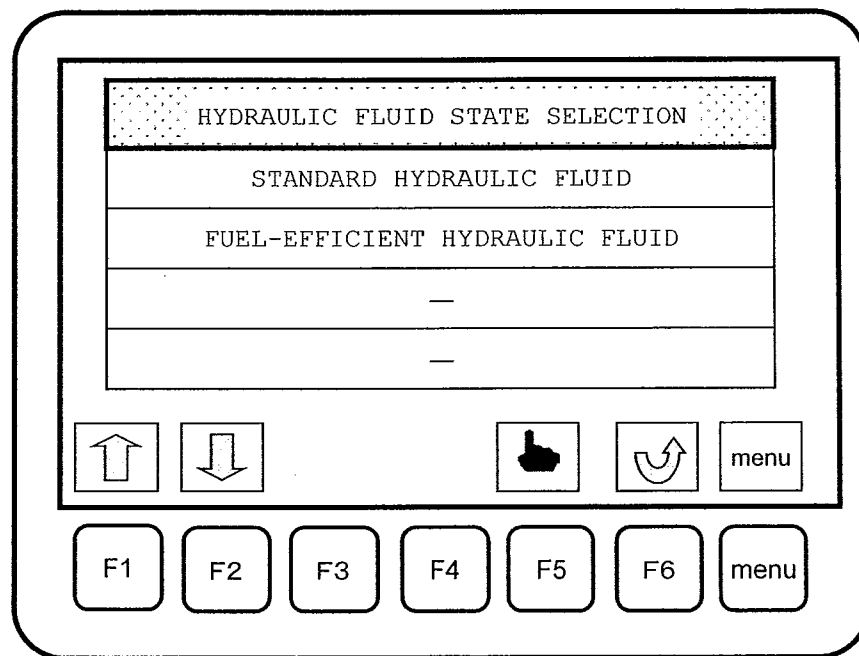 HYDRAULIC FLUID STATE SELECTION
STANDARD HYDRAULIC FLUID
FUEL-EFFICIENT HYDRAULIC FLUID
—
—
menu
F1 F2 F3 F4 F5 F6 menu